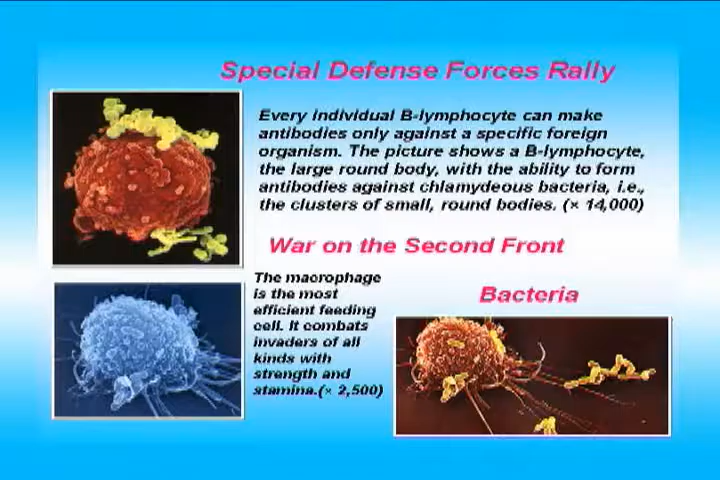 Special Defense Forces Rally
Every individual B-lymphocyte can make
antibodies only against a specific foreign
organism. The picture shows a B-lymphocyte,
the large round body, with the ability to form
antibodies against chlamydeous bacteria, i.e.,
the clusters of small, round bodies. (× 14,000)
War on the Second Front
The macrophage
is the most
efficient feeding
cell. It combats
invaders of all
kinds with
strength and
stamina.(× 2,500)
Bacteria